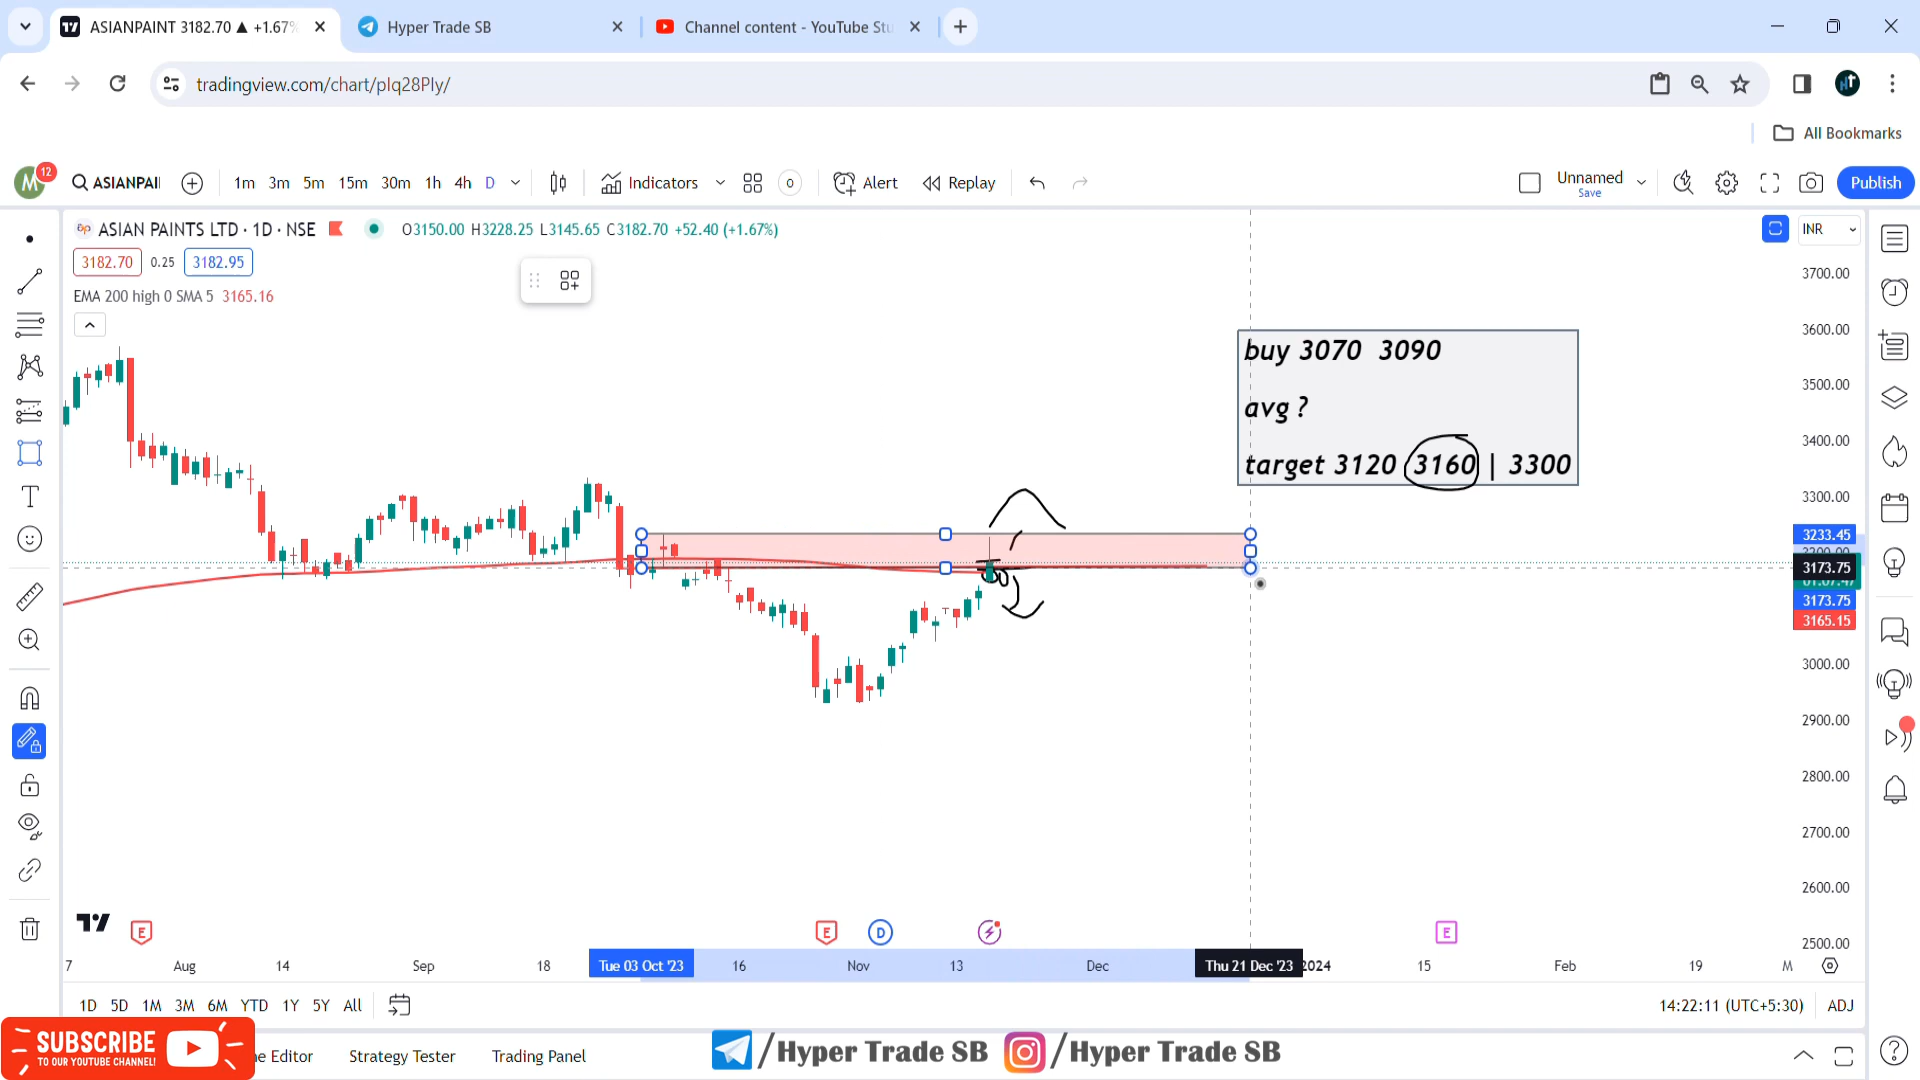 ASIANPAINT 3182.70 ▲ +1.67%
Hyper Trade SB
Channel content - YouTube Stu
tradingview.com/chart/pIq28PIy/
All Bookmarks
M 12
ASIANPAI
1m 3m 5m 15m 30m 1h 4h D
Indicators
0
Alert
Replay
Unnamed
Save
Publish
ASIAN PAINTS LTD · 1D · NSE
O3150.00 H3228.25 L3145.65 C3182.70 +52.40 (+1.67%)
INR
3182.70 0.25 3182.95
EMA 200 high 0 SMA 5 3165.16
buy 3070 3090
avg ?
target 3120 3160 | 3300
3700.00
3600.00
3500.00
3400.00
3300.00
3233.45
3173.75
3173.75
3165.15
3000.00
2900.00
2800.00
2700.00
2600.00
2500.00
E
E
D
E
7 Aug 14 Sep 18 Tue 03 Oct '23 16 Nov 13 Dec Thu 21 Dec '23 2024 15 Feb 19 M
1D 5D 1M 3M 6M YTD 1Y 5Y All
14:22:11 (UTC+5:30) ADJ
SUBSCRIBE
TO OUR YOUTUBE CHANNEL!
ne Editor
Strategy Tester
Trading Panel
/Hyper Trade SB
/Hyper Trade SB